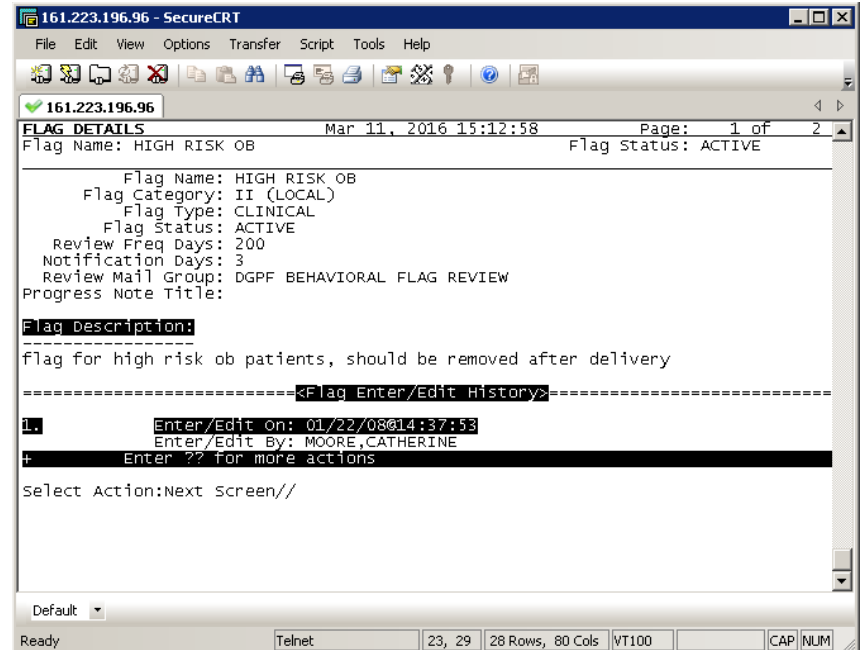 161.223.196.96 - SecureCRT
File Edit View Options Transfer Script Tools Help
161.223.196.96
FLAG DETAILS Mar 11, 2016 15:12:58 Page: 1 of 2
Flag Name: HIGH RISK OB Flag Status: ACTIVE
Flag Name: HIGH RISK OB
Flag Category: II (LOCAL)
Flag Type: CLINICAL
Flag Status: ACTIVE
Review Freq Days: 200
Notification Days: 3
Review Mail Group: DGPF BEHAVIORAL FLAG REVIEW
Progress Note Title:
Flag Description:
-----------------
flag for high risk ob patients, should be removed after delivery
===========================<Flag Enter/Edit History>============================
1. Enter/Edit On: 01/22/08@14:37:53
Enter/Edit By: MOORE,CATHERINE
+ Enter ?? for more actions
Select Action:Next Screen//
Default
Ready Telnet 23, 29 28 Rows, 80 Cols VT100 CAP NUM